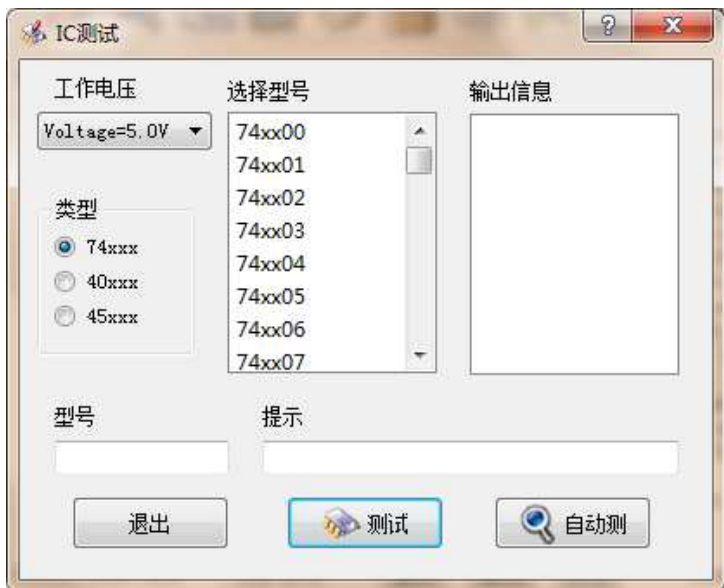 IC测试
工作电压
Voltage=5.0V
类型
74xxx
40xxx
45xxx
选择型号
74xx00
74xx01
74xx02
74xx03
74xx04
74xx05
74xx06
74xx07
输出信息
型号
提示
退出
测试
自动测